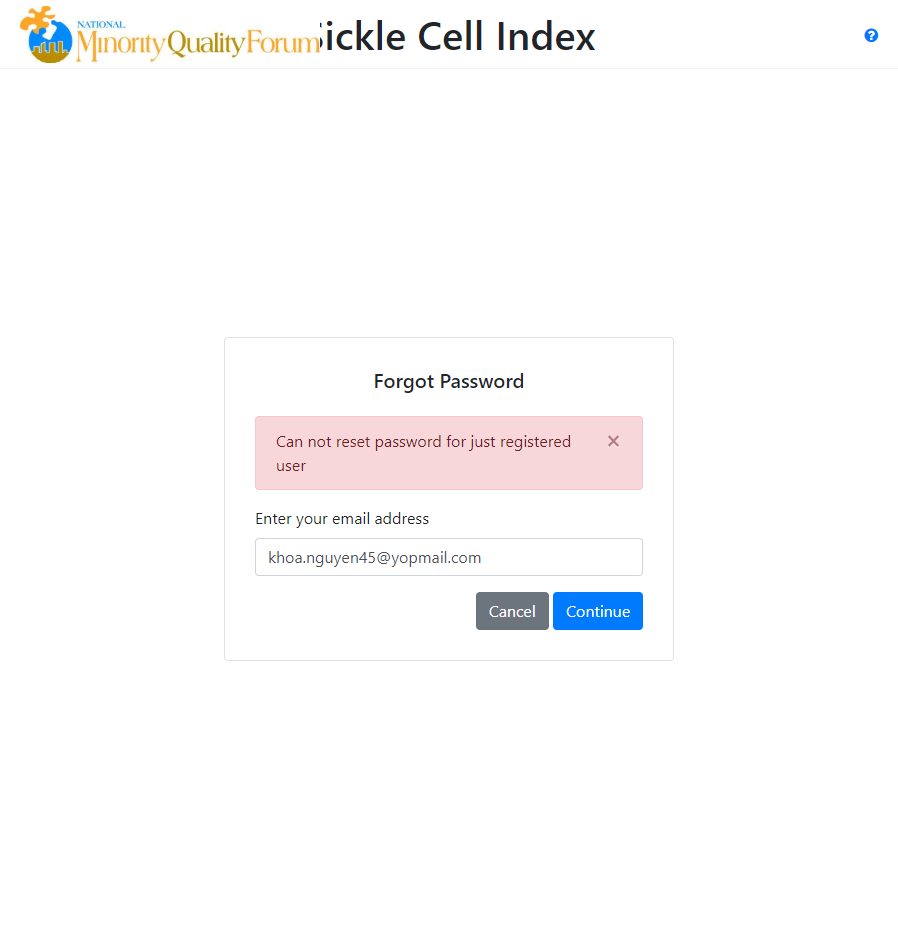 NATIONAL
Minority Quality Forum
ickle Cell Index
Forgot Password
Can not reset password for just registered
user
Enter your email address
khoa.nguyen45@yopmail.com
Cancel Continue